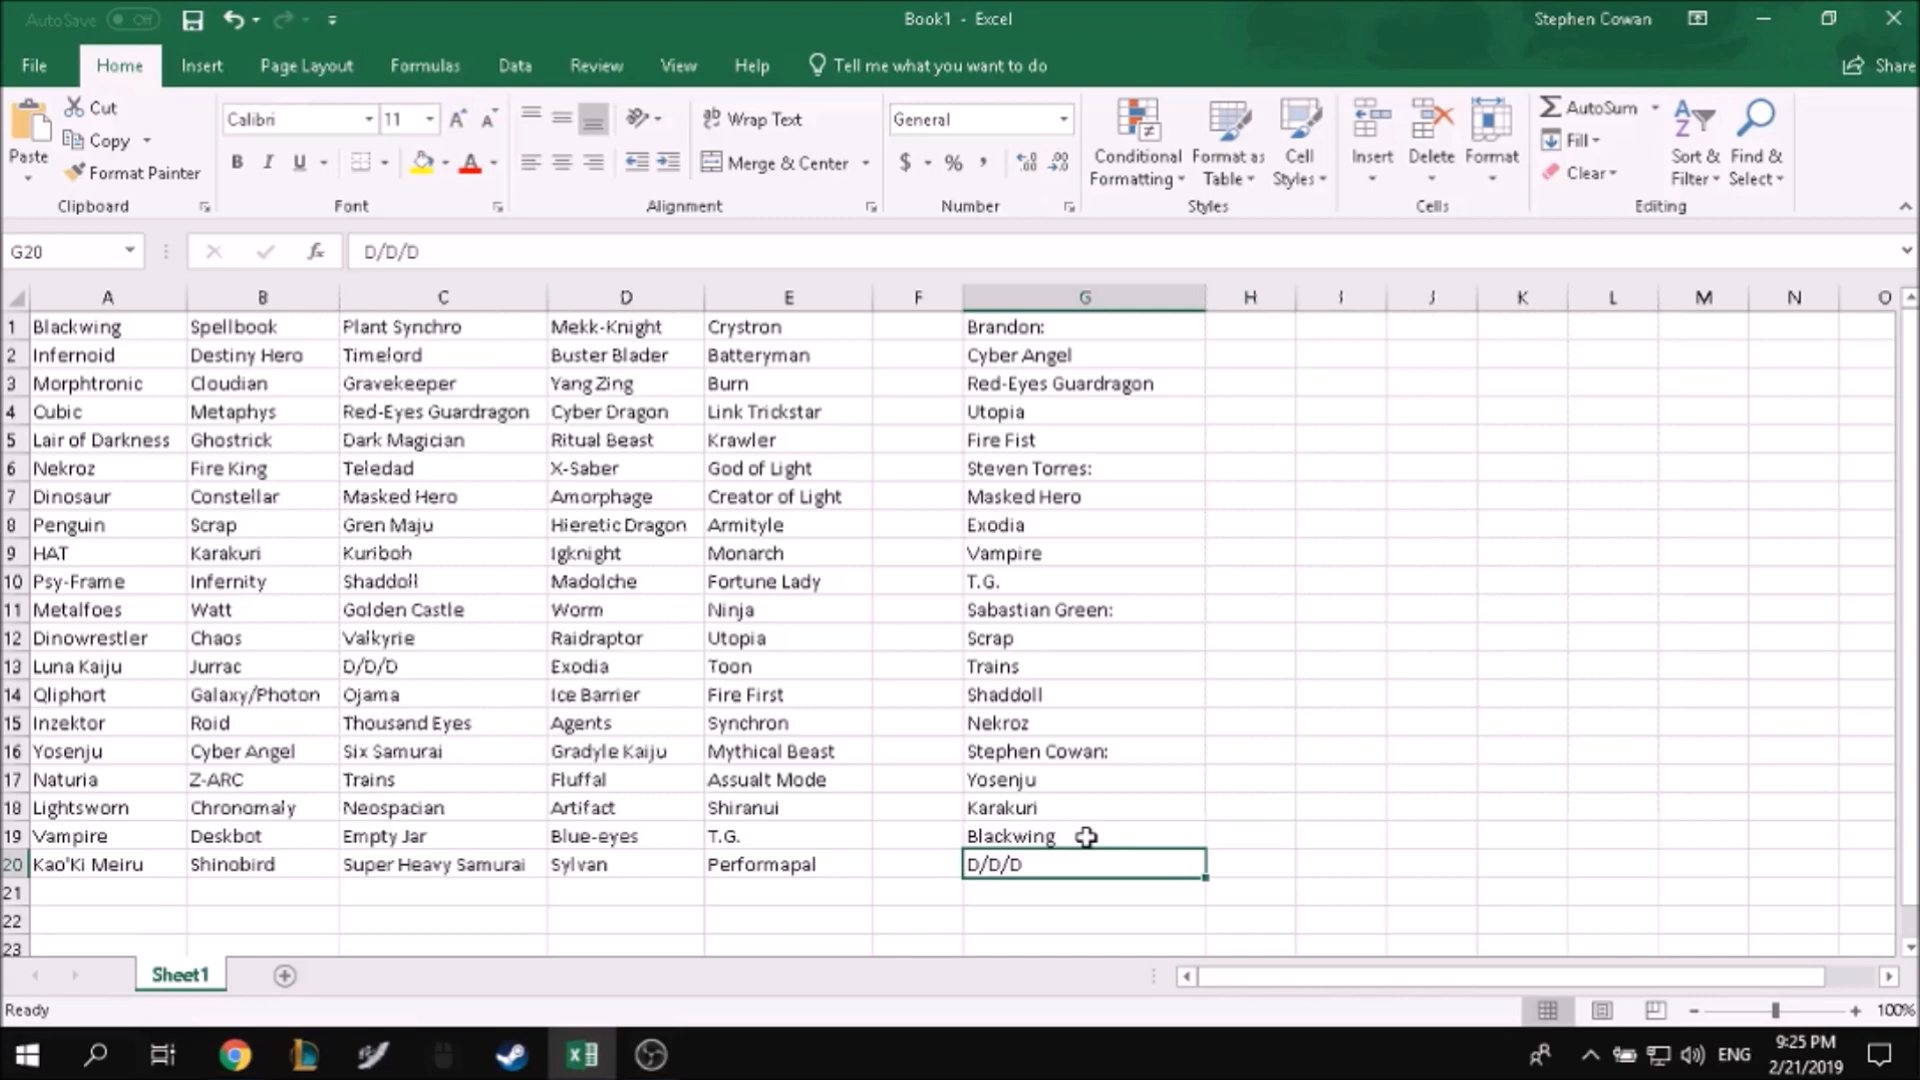 AutoSave Off Book1 - Excel Stephen Cowan
File Home Insert Page Layout Formulas Data Review View Help Tell me what you want to do Share
Cut Calibri 11 Wrap Text General AutoSum
Copy Fill
Paste Format Painter B I U Merge & Center $ % Conditional Formatting Format as Table Cell Styles Insert Delete Format Clear Sort & Filter Find & Select
Clipboard Font Alignment Number Styles Cells Editing
G20 fx D/D/D
A B C D E F G H I J K L M N O
1 Blackwing Spellbook Plant Synchro Mekk-Knight Crystron Brandon:
2 Infernoid Destiny Hero Timelord Buster Blader Batteryman Cyber Angel
3 Morphtronic Cloudian Gravekeeper Yang Zing Burn Red-Eyes Guardragon
4 Cubic Metaphys Red-Eyes Guardragon Cyber Dragon Link Trickstar Utopia
5 Lair of Darkness Ghostrick Dark Magician Ritual Beast Krawler Fire Fist
6 Nekroz Fire King Teledad X-Saber God of Light Steven Torres:
7 Dinosaur Constellar Masked Hero Amorphage Creator of Light Masked Hero
8 Penguin Scrap Gren Maju Hieretic Dragon Armityle Exodia
9 HAT Karakuri Kuriboh Igknight Monarch Vampire
10 Psy-Frame Infernity Shaddoll Madolche Fortune Lady T.G.
11 Metalfoes Watt Golden Castle Worm Ninja Sabastian Green:
12 Dinowrestler Chaos Valkyrie Raidraptor Utopia Scrap
13 Luna Kaiju Jurrac D/D/D Exodia Toon Trains
14 Qliphort Galaxy/Photon Ojama Ice Barrier Fire First Shaddoll
15 Inzektor Roid Thousand Eyes Agents Synchron Nekroz
16 Yosenju Cyber Angel Six Samurai Gradyle Kaiju Mythical Beast Stephen Cowan:
17 Naturia Z-ARC Trains Fluffal Assualt Mode Yosenju
18 Lightsworn Chronomaly Neospacian Artifact Shiranui Karakuri
19 Vampire Deskbot Empty Jar Blue-eyes T.G. Blackwing
20 Kao'Ki Meiru Shinobird Super Heavy Samurai Sylvan Performapal D/D/D
21
22
23
Sheet1
Ready 100%
ENG 9:25 PM
2/21/2019